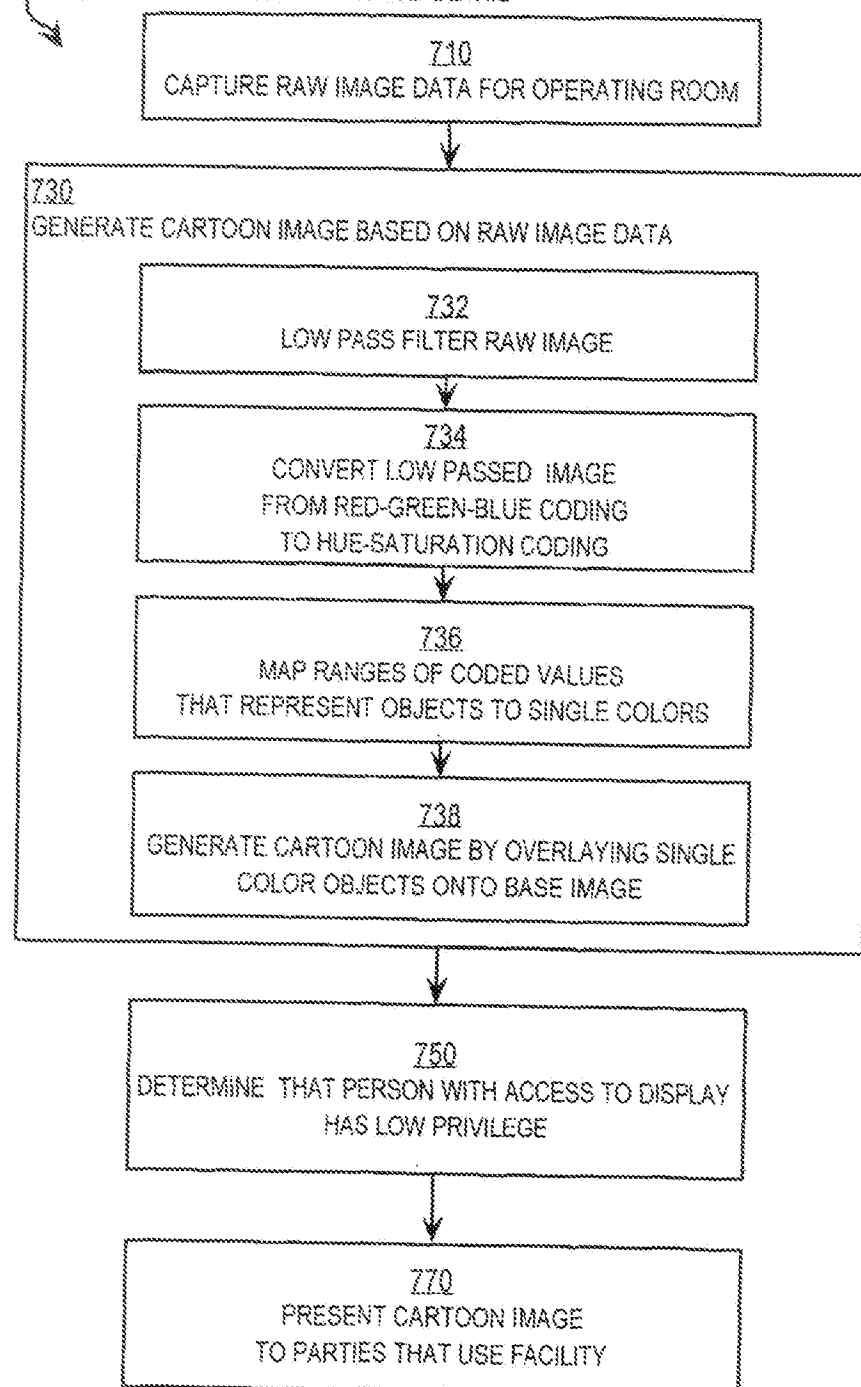 710
CAPTURE RAW IMAGE DATA FOR OPERATING ROOM
730
GENERATE CARTOON IMAGE BASED ON RAW IMAGE DATA
732
LOW PASS FILTER RAW IMAGE
734
CONVERT LOW PASSED IMAGE
FROM RED-GREEN-BLUE CODING
TO HUE-SATURATION CODING
736
MAP RANGES OF CODED VALUES
THAT REPRESENT OBJECTS TO SINGLE COLORS
738
GENERATE CARTOON IMAGE BY OVERLAYING SINGLE
COLOR OBJECTS ONTO BASE IMAGE
750
DETERMINE THAT PERSON WITH ACCESS TO DISPLAY
HAS LOW PRIVILEGE
770
PRESENT CARTOON IMAGE
TO PARTIES THAT USE FACILITY